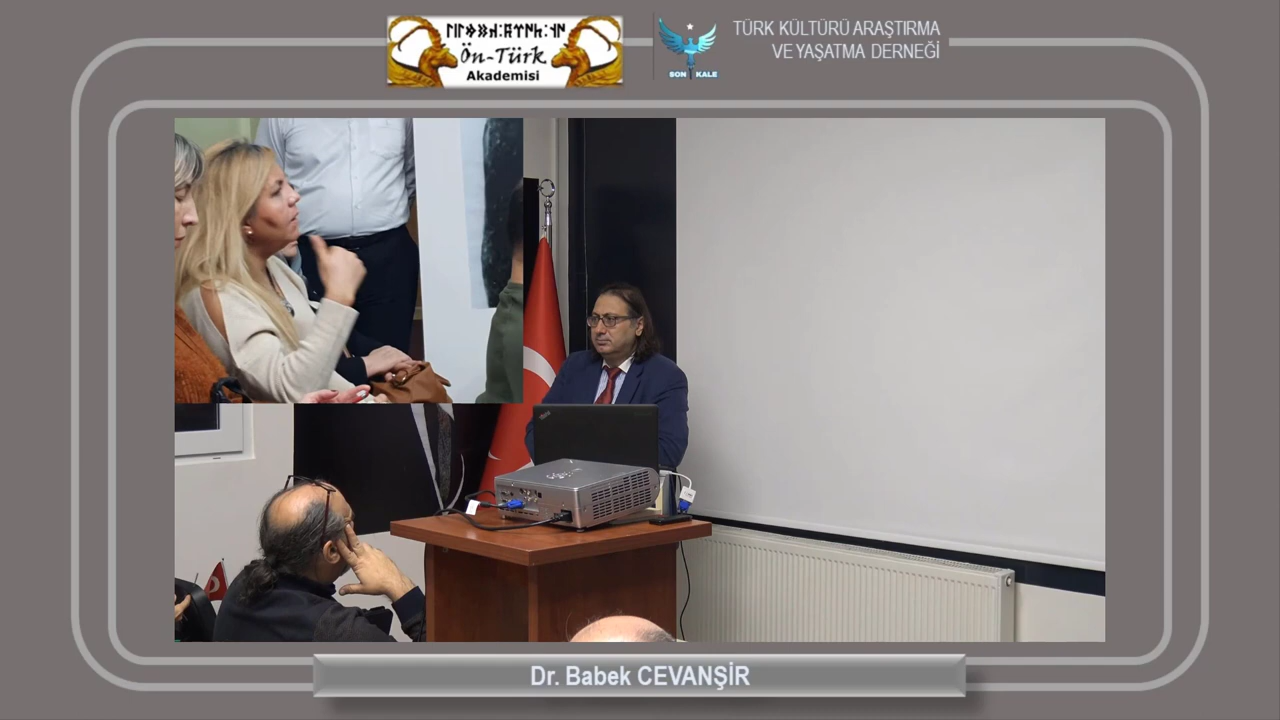 Ön-Türk
Akademisi
SON KALE
TÜRK KÜLTÜRÜ ARAŞTIRMA
VE YAŞATMA DERNEĞİ
Dr. Babek CEVANŞİR